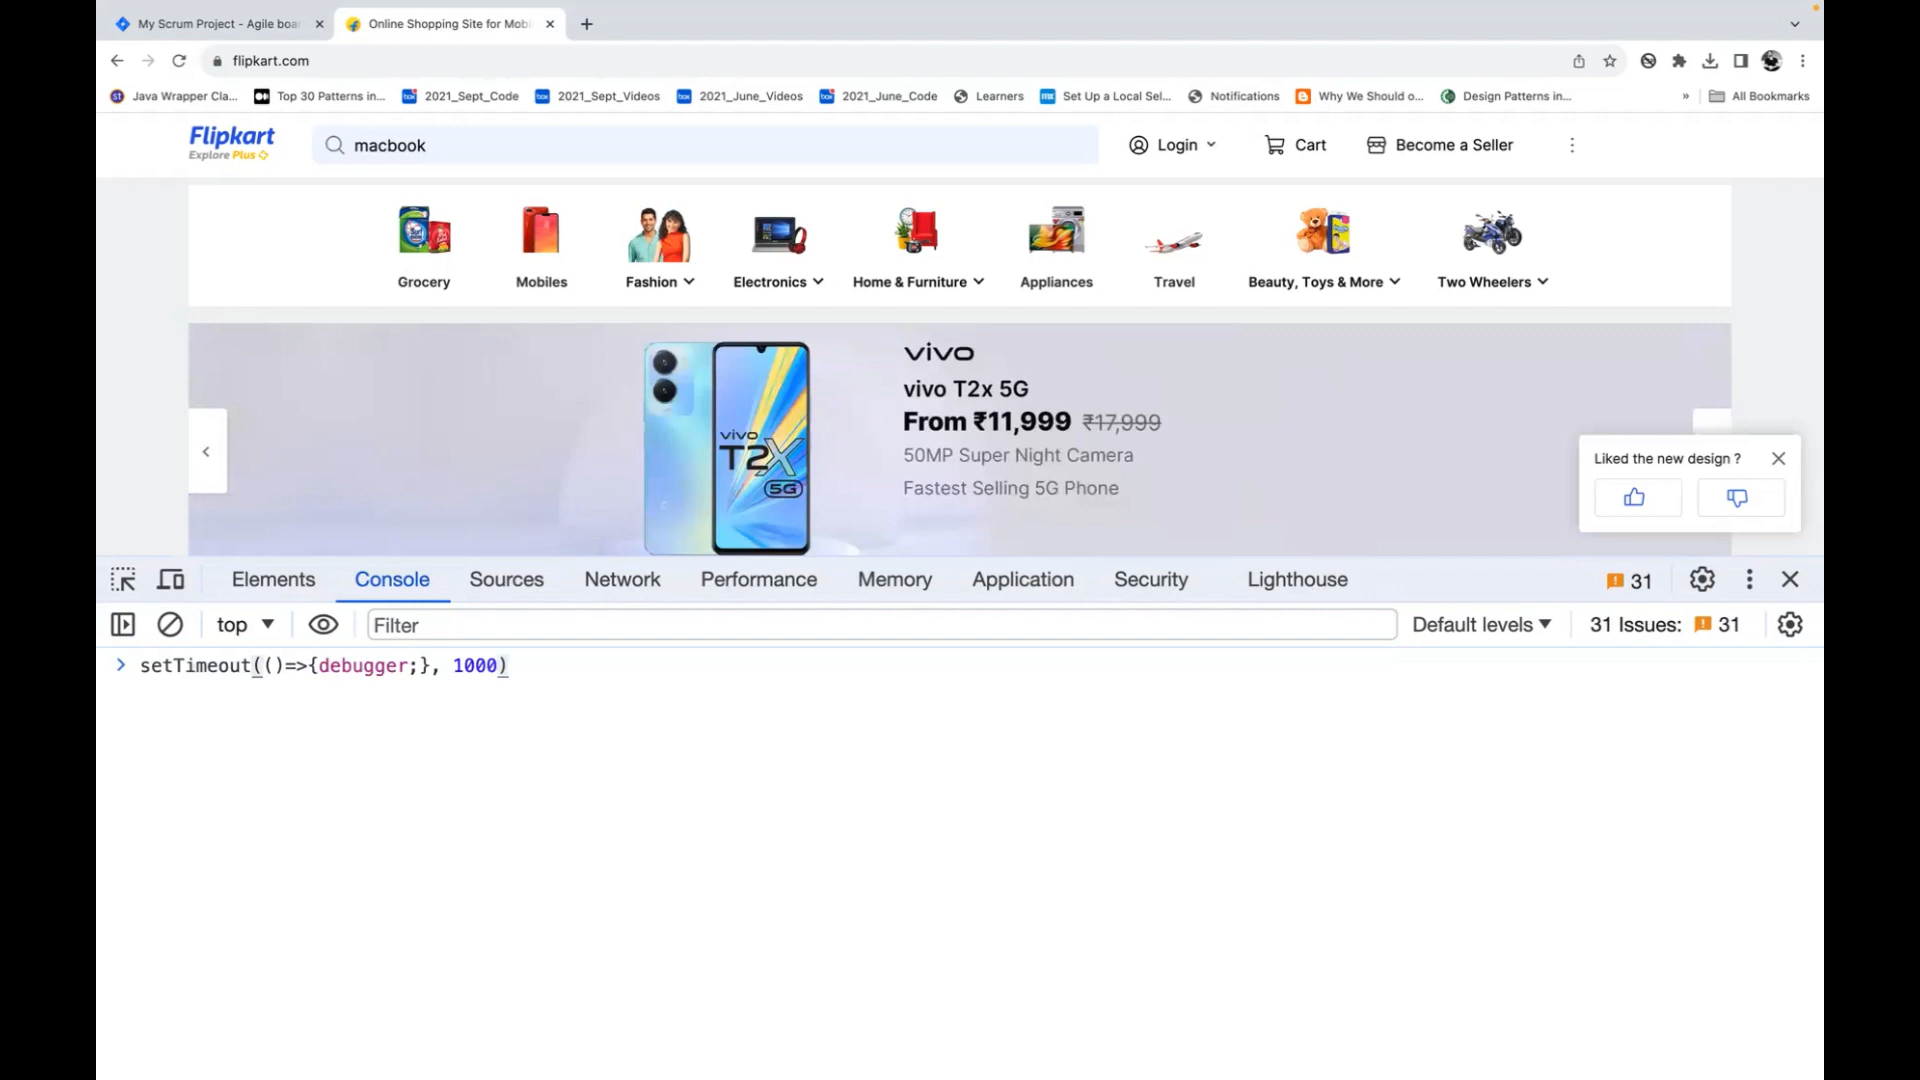 My Scrum Project - Agile boa
Online Shopping Site for Mobi
flipkart.com
Java Wrapper Cla...
Top 30 Patterns in...
2021_Sept_Code
2021_Sept_Videos
2021_June_Videos
2021_June_Code
Learners
Set Up a Local Sel...
Notifications
Why We Should o...
Design Patterns in...
»
All Bookmarks
Flipkart
Explore Plus
macbook
Login
Cart
Become a Seller
Grocery
Mobiles
Fashion
Electronics
Home & Furniture
Appliances
Travel
Beauty, Toys & More
Two Wheelers
vivo
vivo T2x 5G
From ₹11,999 ₹17,999
50MP Super Night Camera
Fastest Selling 5G Phone
vivo
T2X
5G
Liked the new design ?
Elements
Console
Sources
Network
Performance
Memory
Application
Security
Lighthouse
31
top
Filter
Default levels
31 Issues:
31
> setTimeout(()=>{debugger;}, 1000)